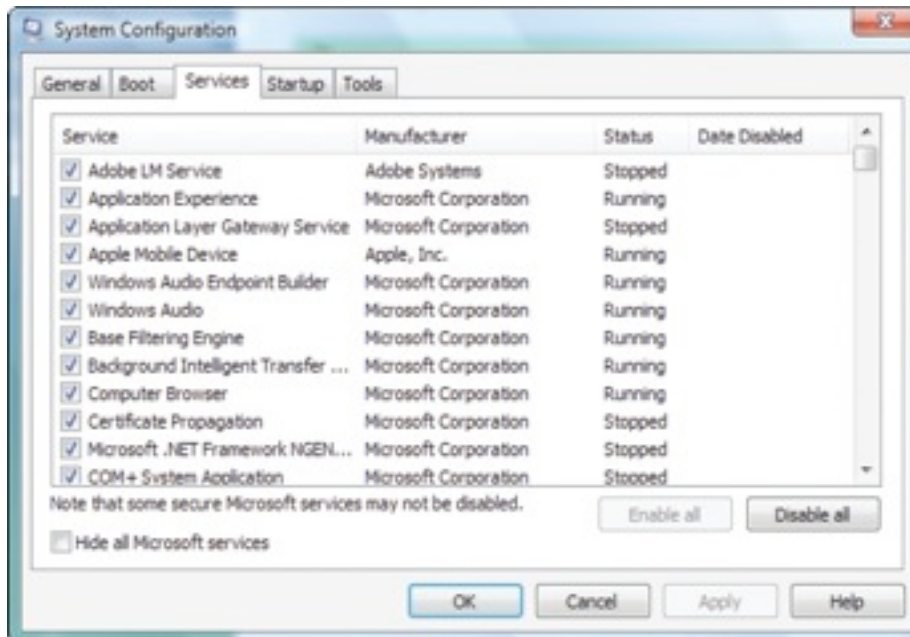 System Configuration
General Boot Services Startup Tools
Service Manufacturer Status Date Disabled
Adobe LM Service Adobe Systems Stopped
Application Experience Microsoft Corporation Running
Application Layer Gateway Service Microsoft Corporation Stopped
Apple Mobile Device Apple, Inc. Running
Windows Audio Endpoint Builder Microsoft Corporation Running
Windows Audio Microsoft Corporation Running
Base Filtering Engine Microsoft Corporation Running
Background Intelligent Transfer ... Microsoft Corporation Running
Computer Browser Microsoft Corporation Running
Certificate Propagation Microsoft Corporation Stopped
Microsoft .NET Framework NGEN... Microsoft Corporation Stopped
COM+ System Application Microsoft Corporation Stopped
Note that some secure Microsoft services may not be disabled.
Enable all Disable all
Hide all Microsoft services
OK Cancel Apply Help